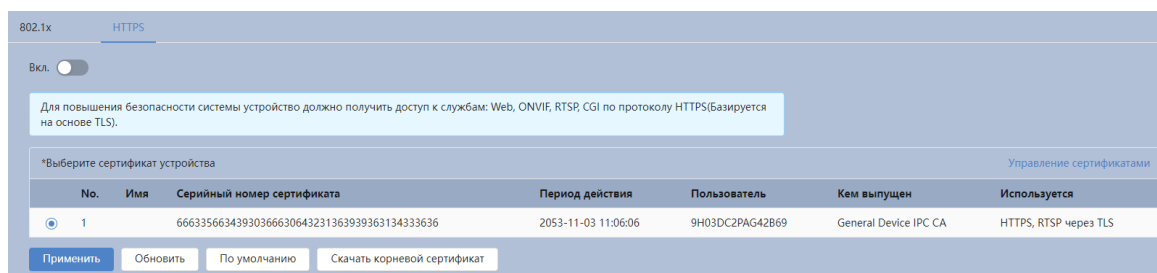 802.1x HTTPS
Вкл.
Для повышения безопасности системы устройство должно получить доступ к службам: Web, ONVIF, RTSP, CGI по протоколу HTTPS(Базируется
на основе TLS).
*Выберите сертификат устройства Управление сертификатами
No. Имя Серийный номер сертификата Период действия Пользователь Кем выпущен Используется
1 66633566343930366630643231363939363134333636 2053-11-03 11:06:06 9H03DC2PAG42B69 General Device IPC CA HTTPS, RTSP через TLS
Применить Обновить По умолчанию Скачать корневой сертификат